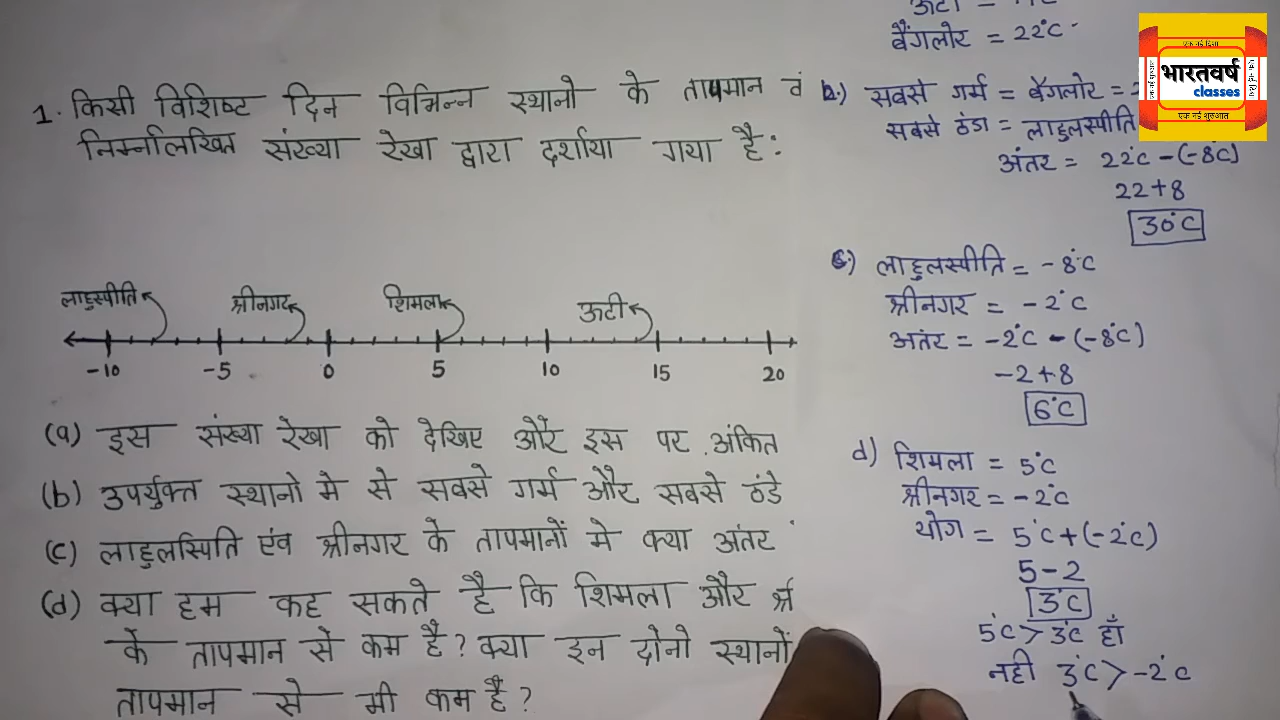 1. किसी विशिष्ट दिन विभिन्न स्थानो के तापमान
निम्नलिखित संख्या रेखा द्वारा दर्शाया गया है:
लाहुस्पीति श्रीनगर शिमला ऊटी
-10 -5 0 5 10 15 20
(a) इस संख्या रेखा को देखिए और इस पर अंकित
(b) उपर्युक्त स्थानो मे से सबसे गर्म और सबसे ठंडे
(c) लाहुलस्पिति एंव श्रीनगर के तापमानों मे क्या अंतर
(d) क्या हम कह सकते है कि शिमला और
के तापमान से कम है? क्या इन दोनो स्थानों
तापमान से भी कम है?
बैंगलोर = 22°C
b.) सबसे गर्म = बैंगलोर =
सबसे ठंडा = लाहुलस्पीति
अंतर = 22°C - (-8°C)
22+8
30°C
c.) लाहुलस्पीति = -8°C
श्रीनगर = -2°C
अतंर = -2°C - (-8°C)
-2+8
6°C
d) शिमला = 5°C
श्रीनगर = -2°C
योग = 5°C+(-2°C)
5-2
3°C
5°C > 3°C हाँ
नही 3°C > -2°C
एक नई दिशा
भारतवर्ष
classes
एक नई शुरुआत